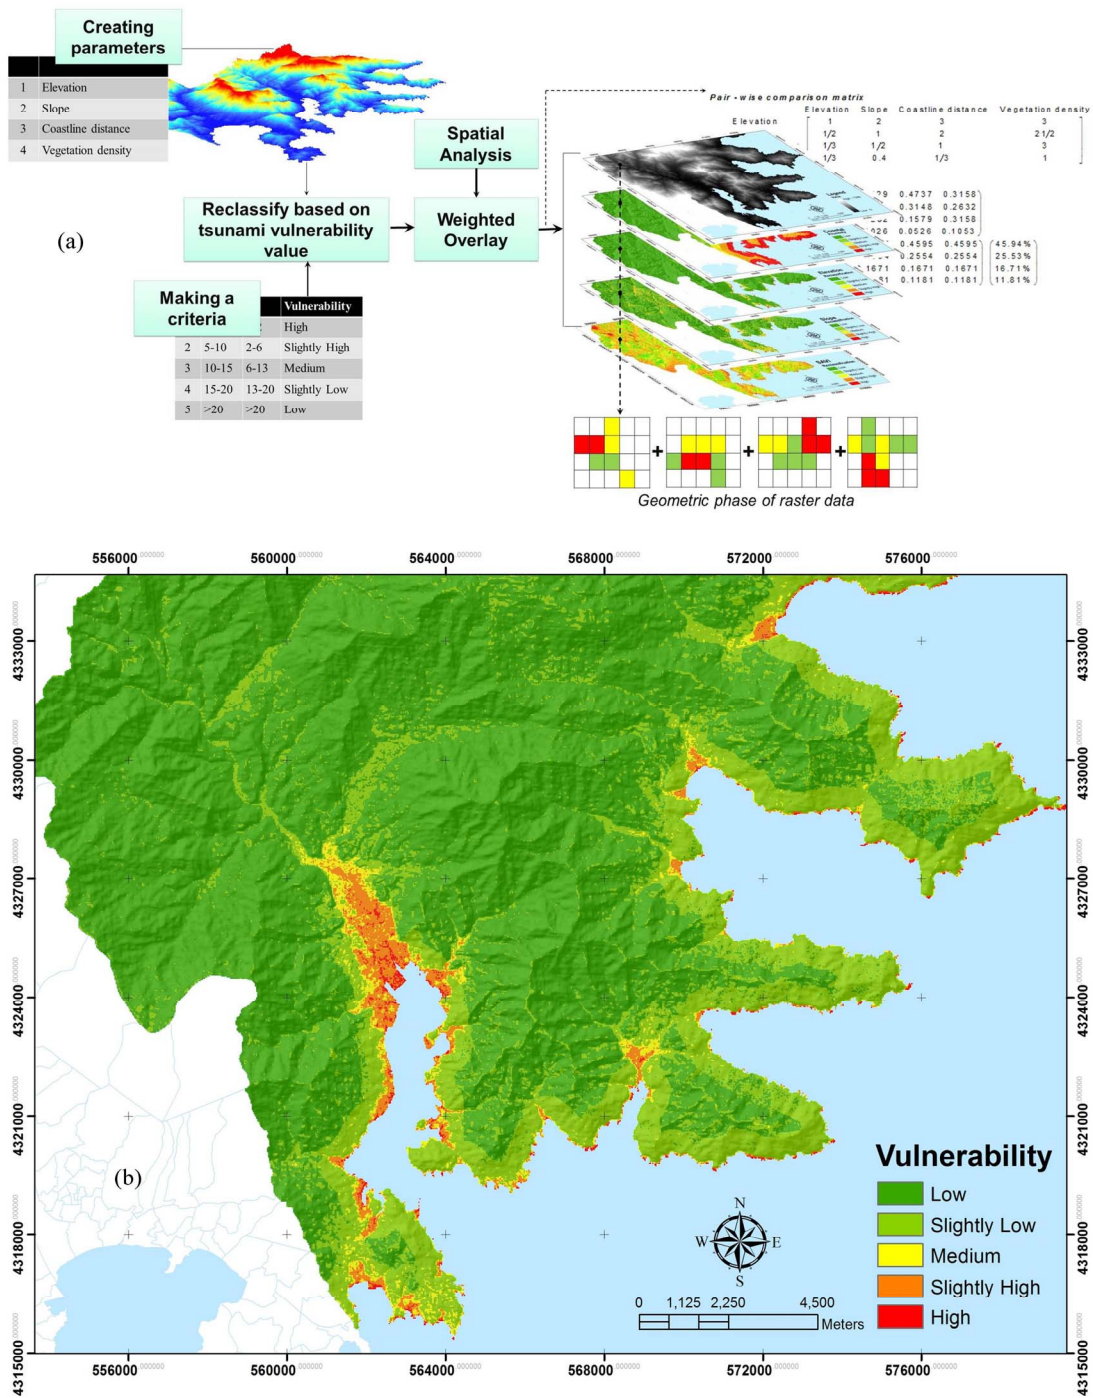 Creating
parameters
1 Elevation
2 Slope
3 Coastline distance
4 Vegetation density
(a)
Reclassify based on
tsunami vulnerability
value
Spatial
Analysis
Weighted
Overlay
Making a
criteria
Vulnerability
High
2 5-10 2-6 Slightly High
3 10-15 6-13 Medium
4 15-20 13-20 Slightly Low
5 >20 >20 Low
Pair - wise comparison matrix
Elevation Slope Coastline distance Vegetation density
Elevation 1 2 3 3
1/2 1 2 2 1/2
1/3 1/2 1 3
1/3 0.4 1/3 1
0.4737 0.3158
0.3148 0.2632
0.1579 0.3158
0.0526 0.1053
0.4595 0.4595 45.94%
0.2554 0.2554 25.53%
0.1671 0.1671 16.71%
0.1181 0.1181 11.81%
+ + +
Geometric phase of raster data
556000 560000 564000 568000 572000 576000
4333000 4333000
4330000 4330000
4327000 4327000
4324000 4324000
4321000 4321000
4318000 4318000
4315000 4315000
(b)
N
W E
S
0 1,125 2,250 4,500
Meters
Vulnerability
Low
Slightly Low
Medium
Slightly High
High
556000 560000 564000 568000 572000 576000